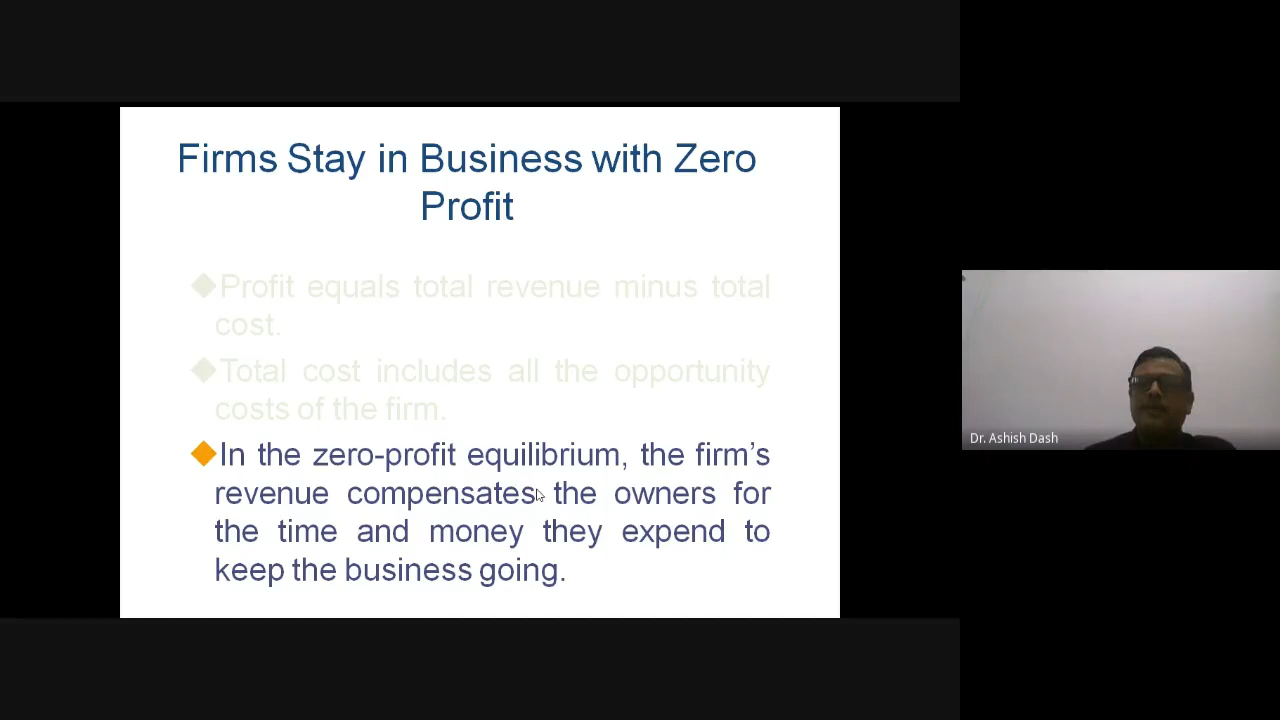 Firms Stay in Business with Zero
Profit
Profit equals total revenue minus total
cost.
Total cost includes all the opportunity
costs of the firm.
In the zero-profit equilibrium, the firm’s
revenue compensates the owners for
the time and money they expend to
keep the business going.
Dr. Ashish Dash